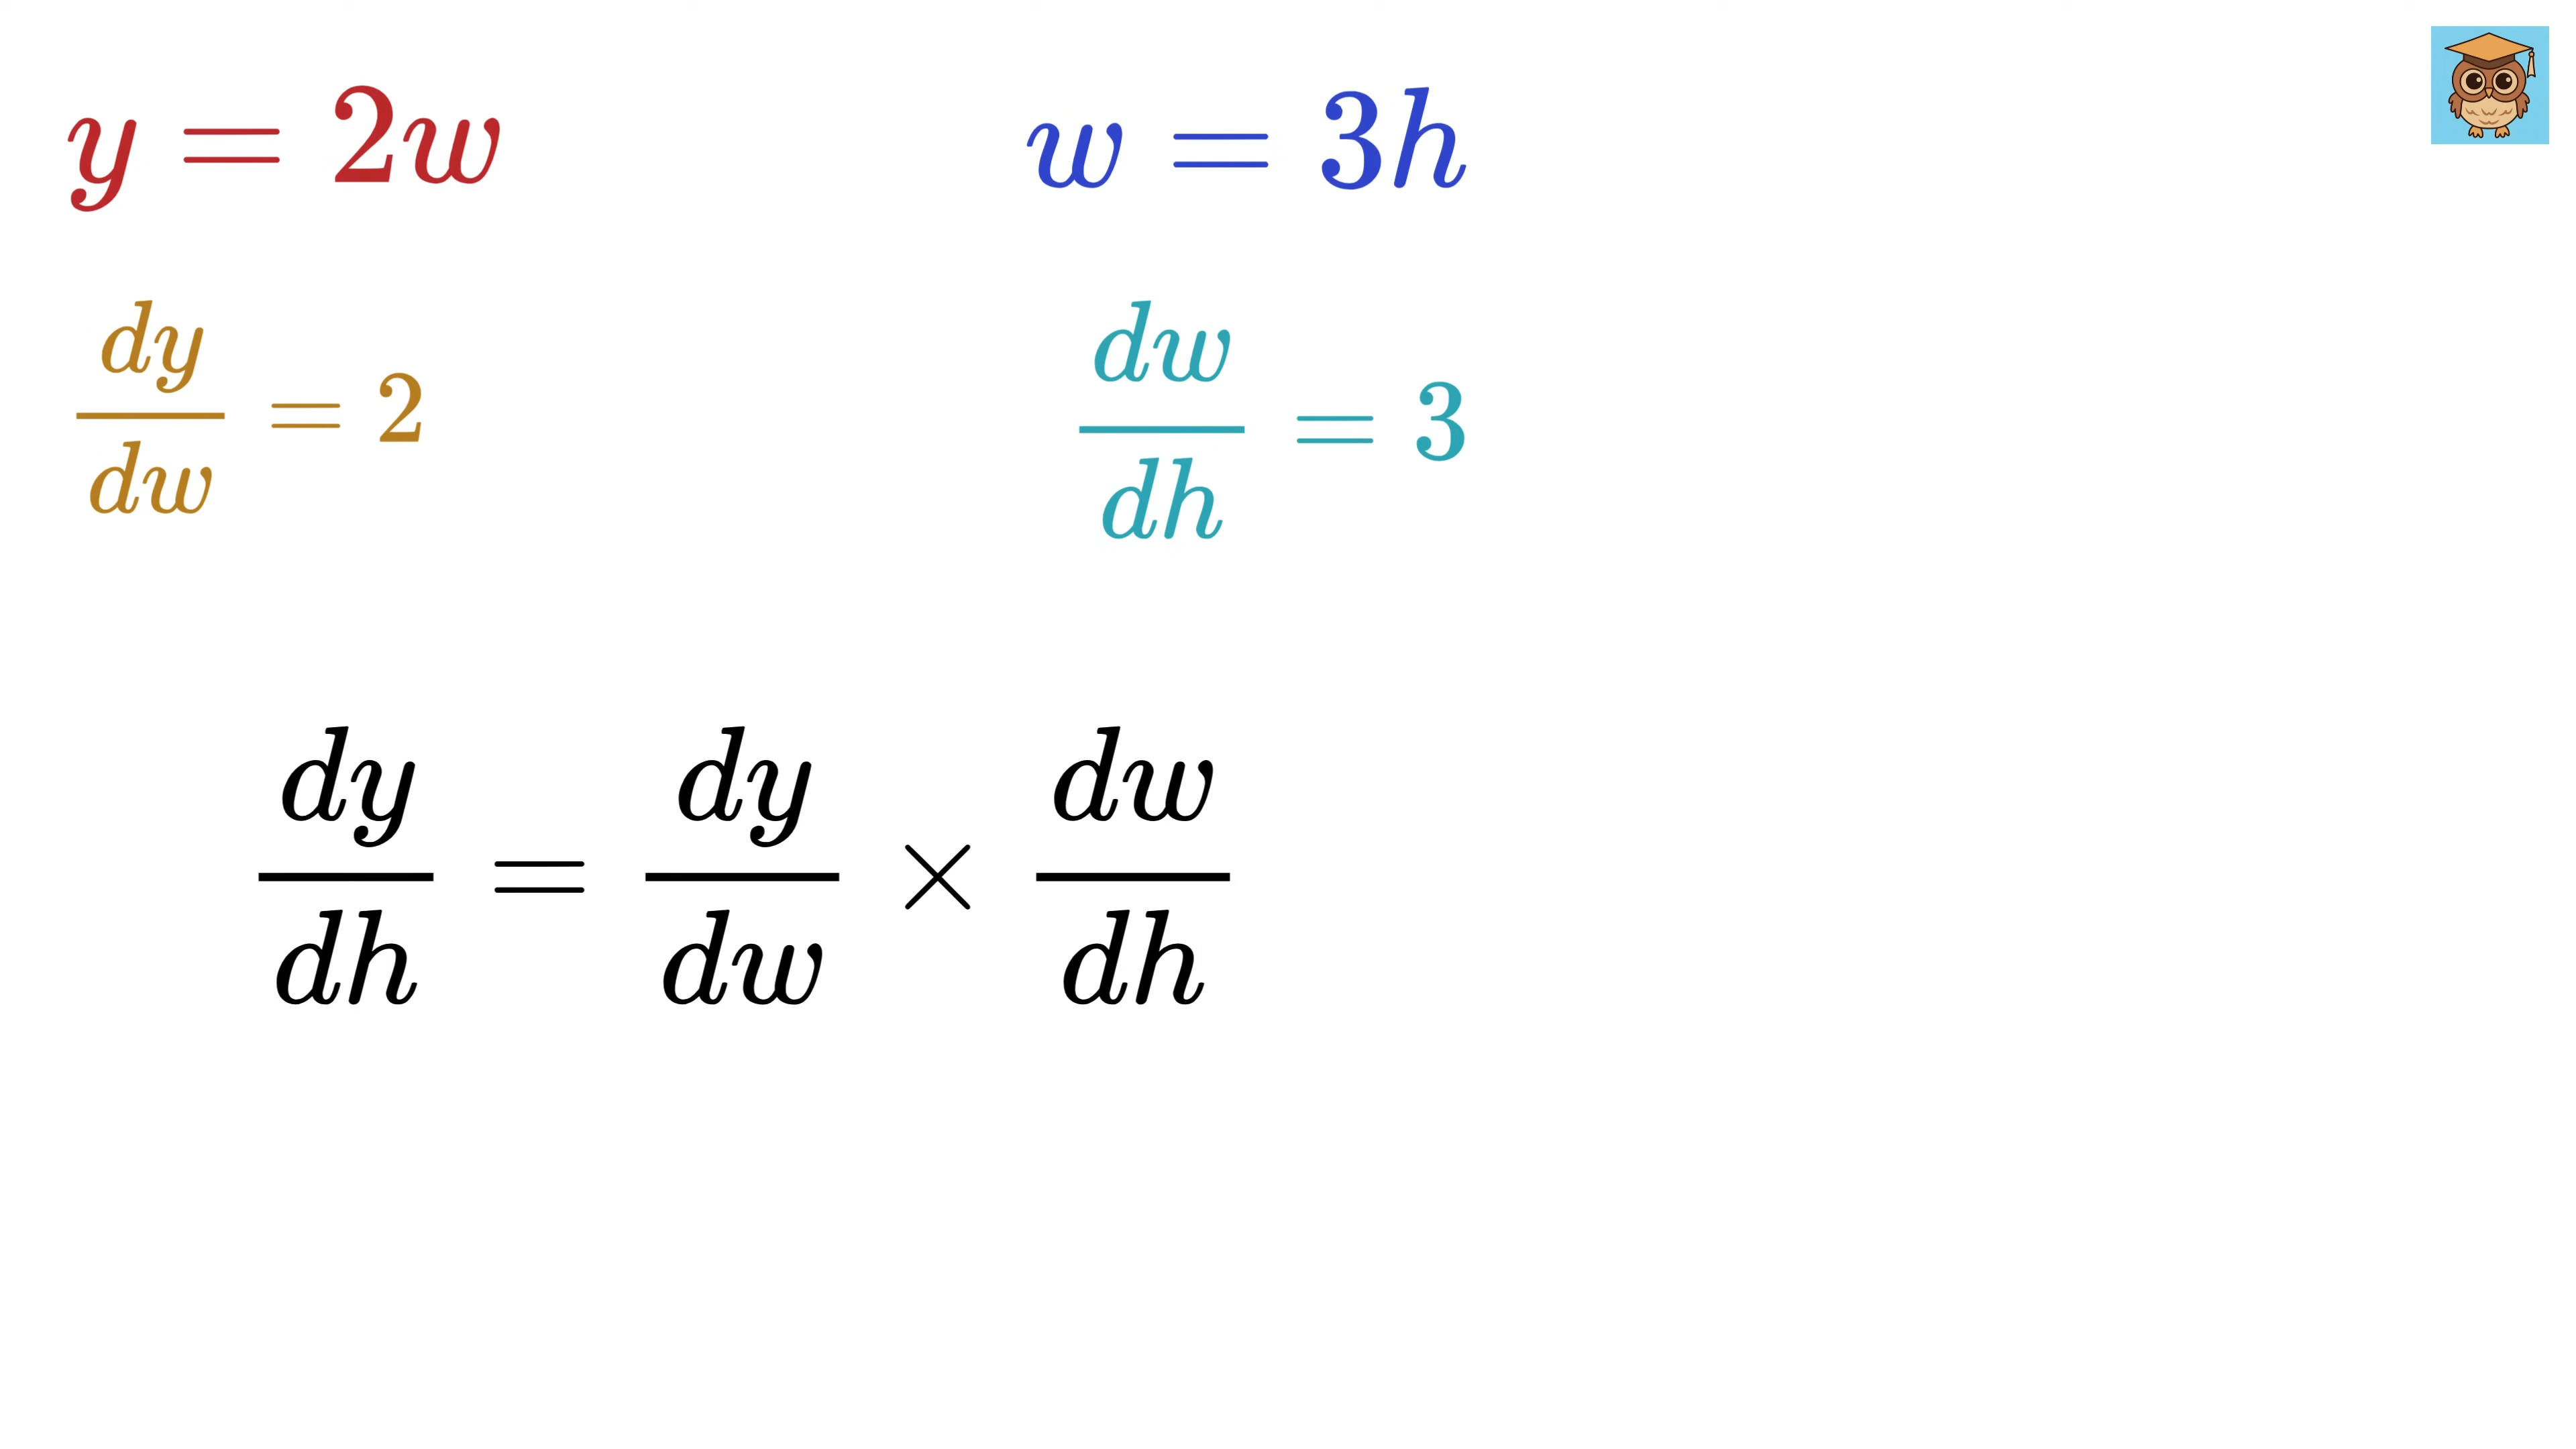 y = 2w
w = 3h
dy/dw = 2
dw/dh = 3
dy/dh = dy/dw × dw/dh